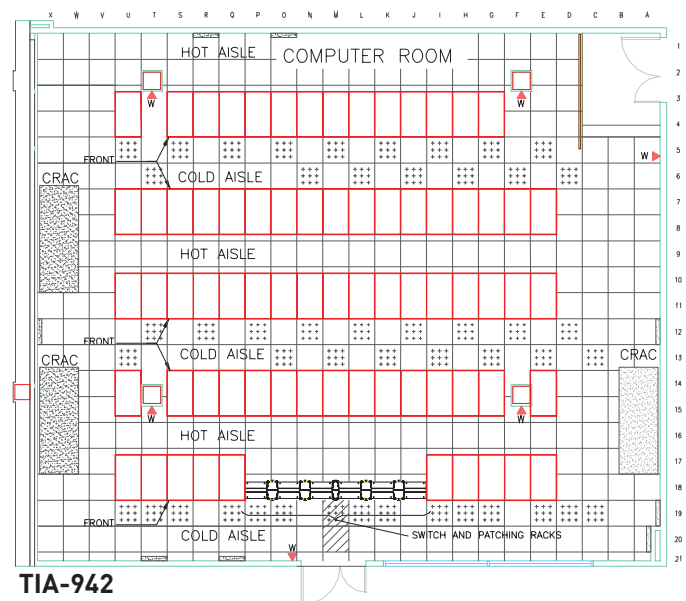 X W V U T S R Q P O N M L K J I H G F E D C B A
HOT AISLE
COMPUTER ROOM
1
2
W
W
3
4
5
W
FRONT
6
CRAC
COLD AISLE
7
8
HOT AISLE
9
10
11
12
FRONT
COLD AISLE
13
CRAC
CRAC
14
15
W
W
HOT AISLE
16
17
18
19
FRONT
COLD AISLE
SWITCH AND PATCHING RACKS
20
W
21
TIA-942